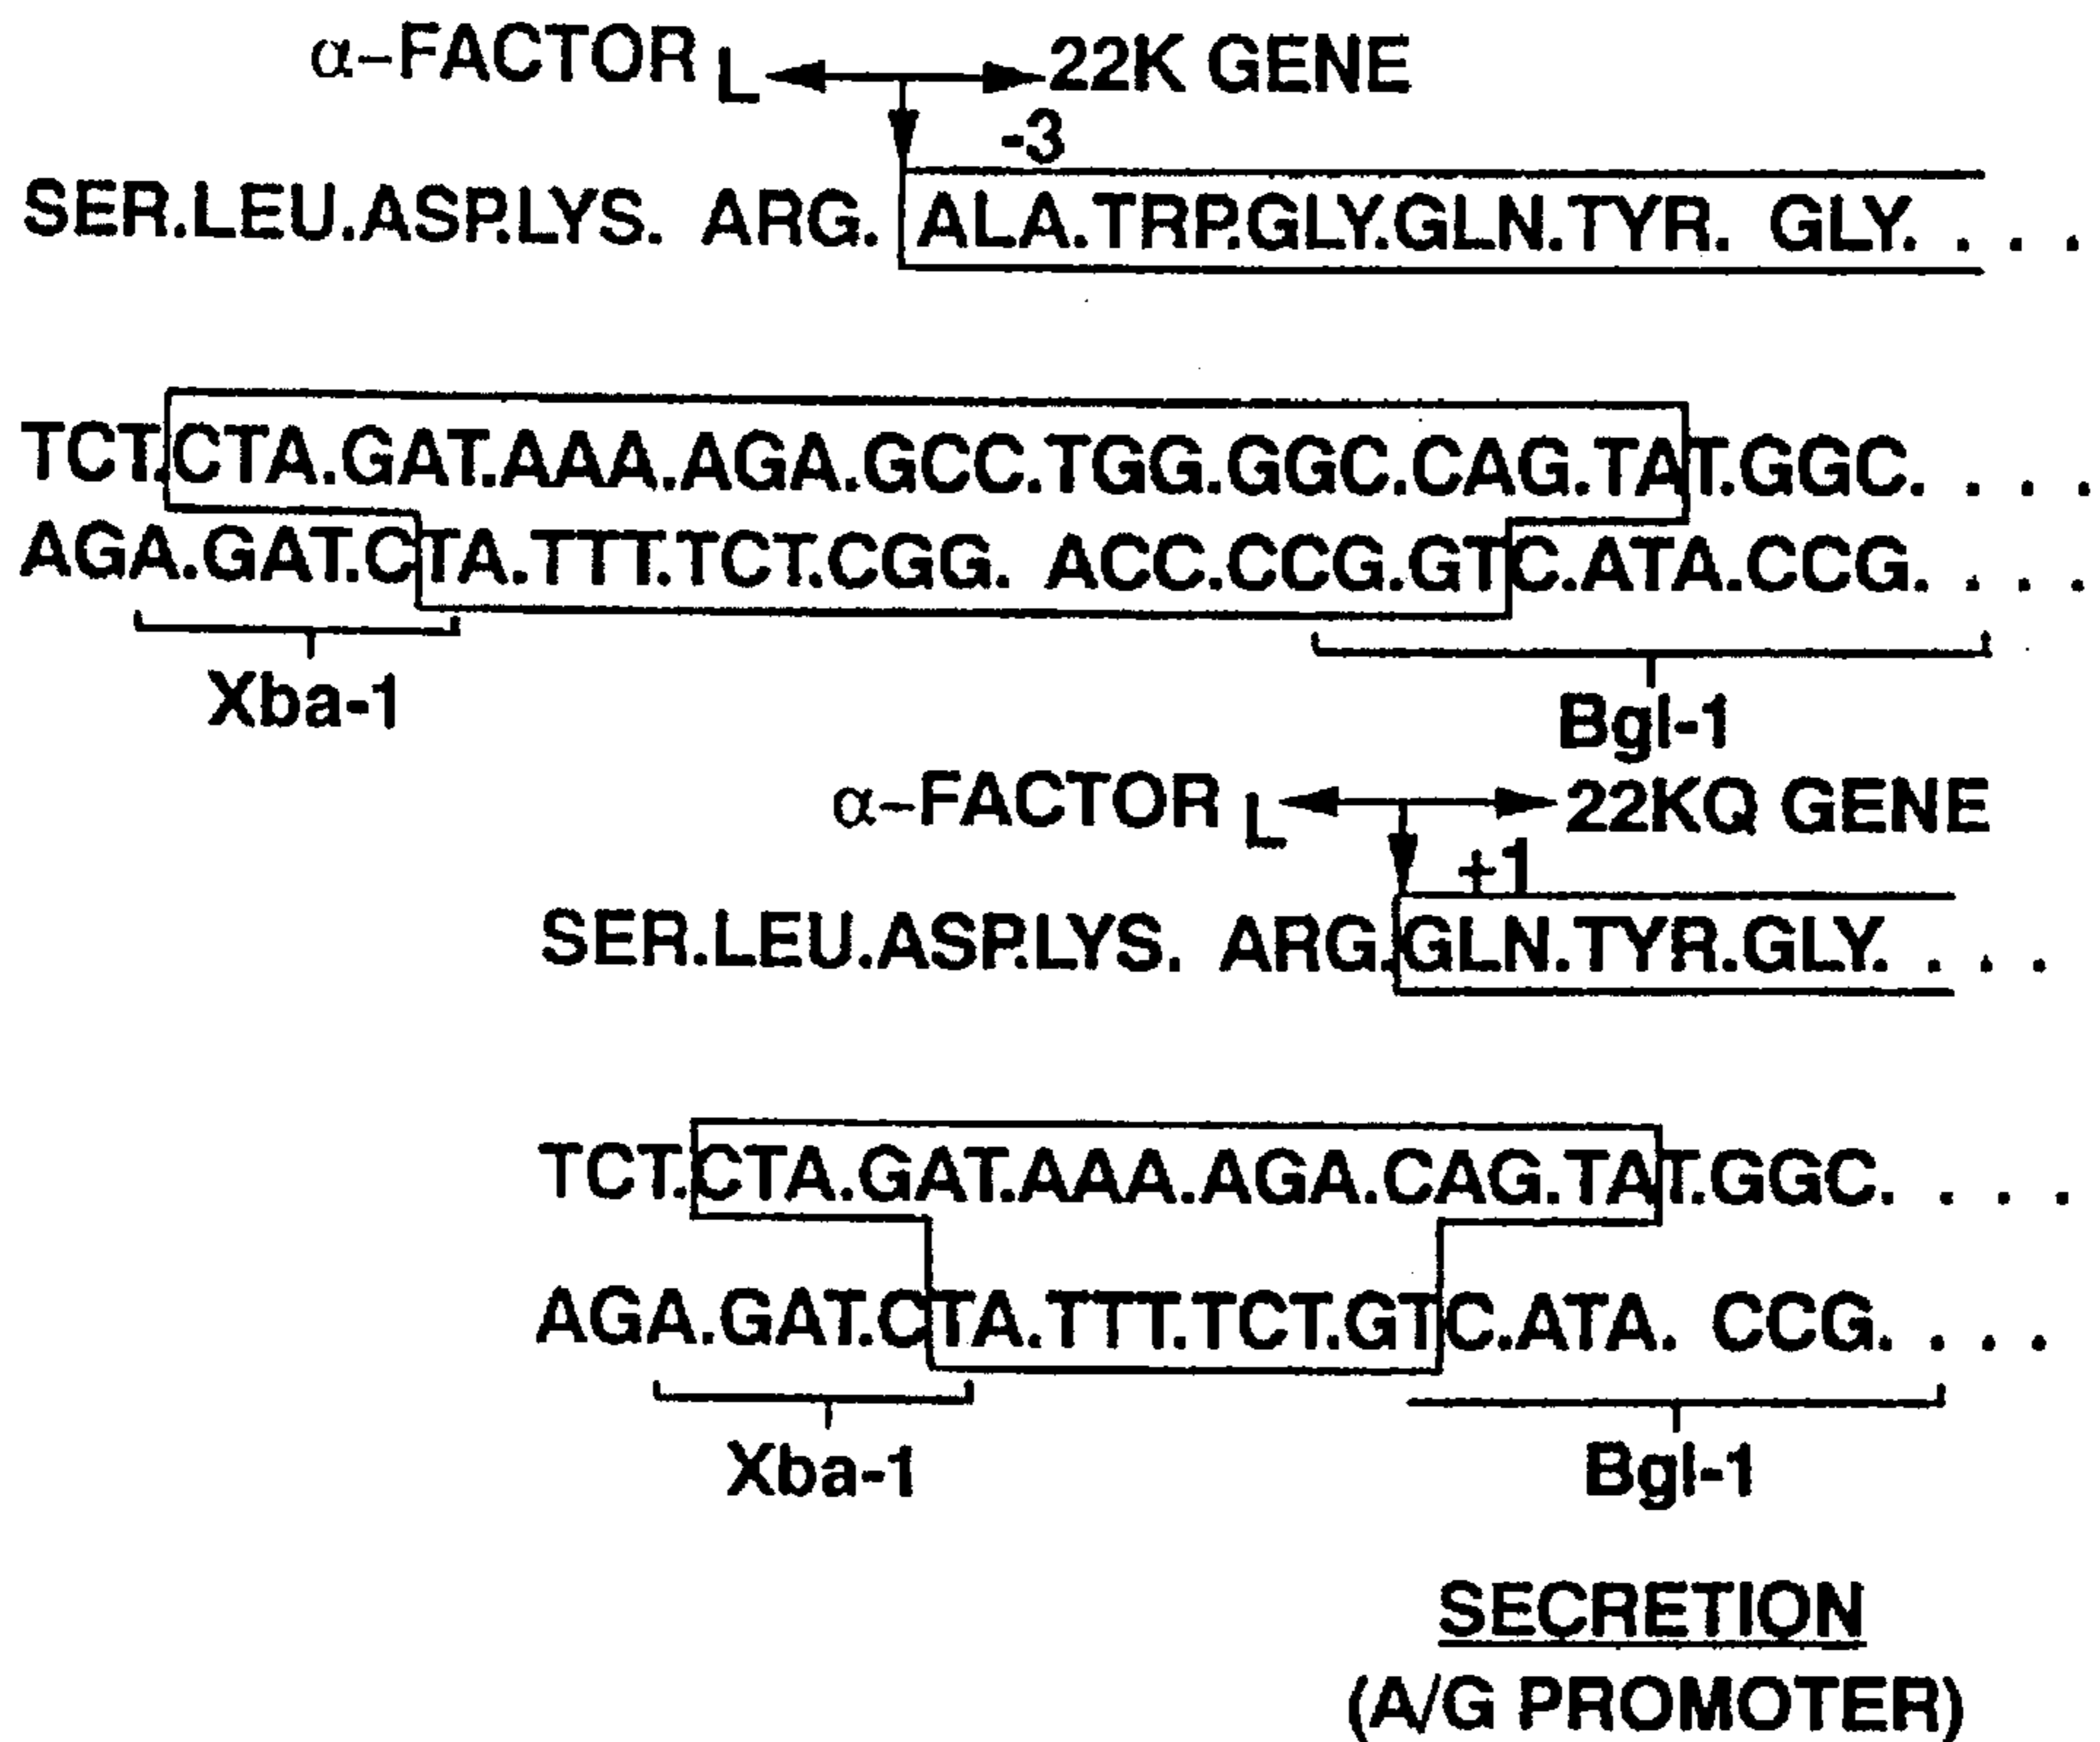 α-FACTOR L 22K GENE
-3
SER.LEU.ASP.LYS. ARG. ALA.TRP.GLY.GLN.TYR. GLY. . . .
TCT.CTA.GAT.AAA.AGA.GCC.TGG.GGC.CAG.TAT.GGC. . . .
AGA.GAT.CTA.TTT.TCT.CGG. ACC.CCG.GTC.ATA.CCG. . . .
Xba-1
Bgl-1
α-FACTOR L 22KQ GENE
+1
SER.LEU.ASP.LYS. ARG.GLN.TYR.GLY. . . .
TCT.CTA.GAT.AAA.AGA.CAG.TAT.GGC. . . .
AGA.GAT.CTA.TTT.TCT.GTC.ATA. CCG. . . .
Xba-1 Bgl-1
SECRETION
(A/G PROMOTER)